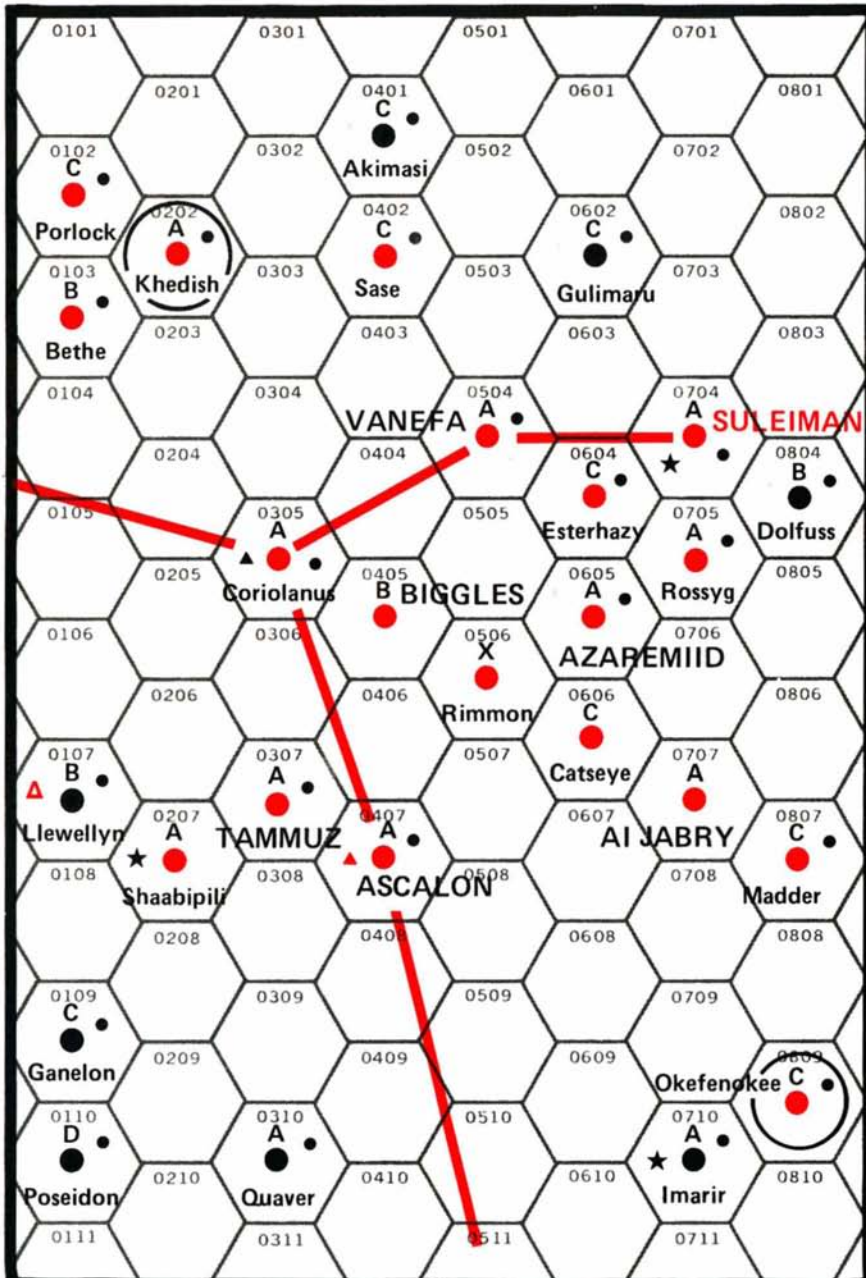 0101 0301 0501 0701
0201 0401 0601 0801
C
Akimasi
0102 0302 0502 0702
C
Porlock
0202 0402 0602 0802
A C C
Khedish Sase Gulimaru
0103 0303 0503 0703
B
Bethe
0203 0403 0603 0803
0104 0304 0504 0704
VANEFA A A SULEIMAN
0204 0404 0604 0804
C B
Esterhazy Dolfuss
0105 0305 0505 0705
A A
Coriolanus Rossyg
0205 0405 0605 0805
B BIGGLES A
AZAREMIID
0106 0306 0506 0706
X
Rimmon
0206 0406 0606 0806
C
Catseye
0107 0307 0507 0707
B A A
Llewellyn TAMMUZ AI JABRY
0207 0407 0607 0807
A A C
Shaabipili ASCALON Madder
0108 0308 0508 0708
0208 0408 0608 0808
0109 0309 0509 0709
C
Ganelon
0209 0409 0609 0809
Okefenokee C
0110 0310 0510 0710
D A A
Poseidon Quaver Imarir
0210 0410 0610 0810
0111 0311 0511 0711